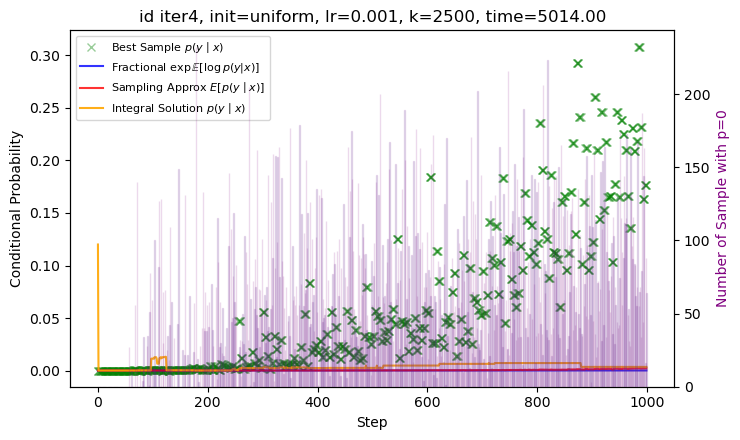 id iter4, init=uniform, lr=0.001, k=2500, time=5014.00
Best Sample p(y | x)
Fractional exp𝔼[log p(y|x)]
Sampling Approx E[p(y | x)]
Integral Solution p(y | x)
Conditional Probability
0.30
0.25
0.20
0.15
0.10
0.05
0.00
0
200
400
600
800
1000
Step
200
150
100
50
0
Number of Sample with p=0